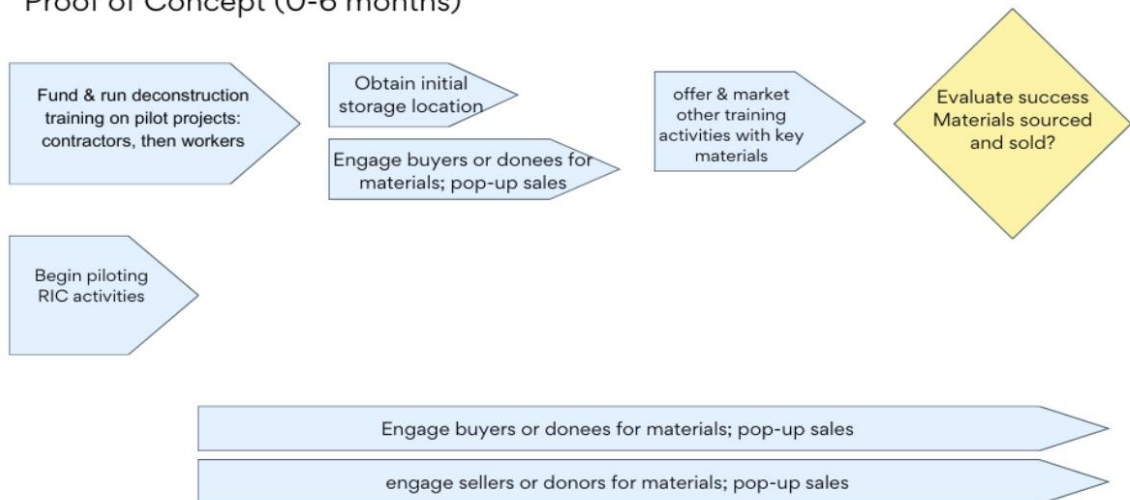 Proof of Concept (0-6 months)
Fund & run deconstruction
training on pilot projects:
contractors, then workers
Obtain initial
storage location
Engage buyers or donees for
materials; pop-up sales
offer & market
other training
activities with key
materials
Evaluate success
Materials sourced
and sold?
Begin piloting
RIC activities
Engage buyers or donees for materials; pop-up sales
engage sellers or donors for materials; pop-up sales